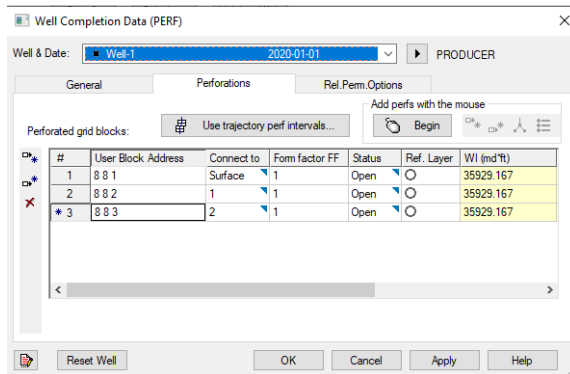 Well Completion Data (PERF)
Well & Date: Well-1 2020-01-01 PRODUCER
General Perforations Rel.Perm.Options
Add perfs with the mouse
Perforated grid blocks: Use trajectory perf intervals... Begin
# User Block Address Connect to Form factor FF Status Ref. Layer WI (md*ft)
1 8 8 1 Surface 1 Open 35929.167
2 8 8 2 1 1 Open 35929.167
* 3 8 8 3 2 1 Open 35929.167
Reset Well OK Cancel Apply Help